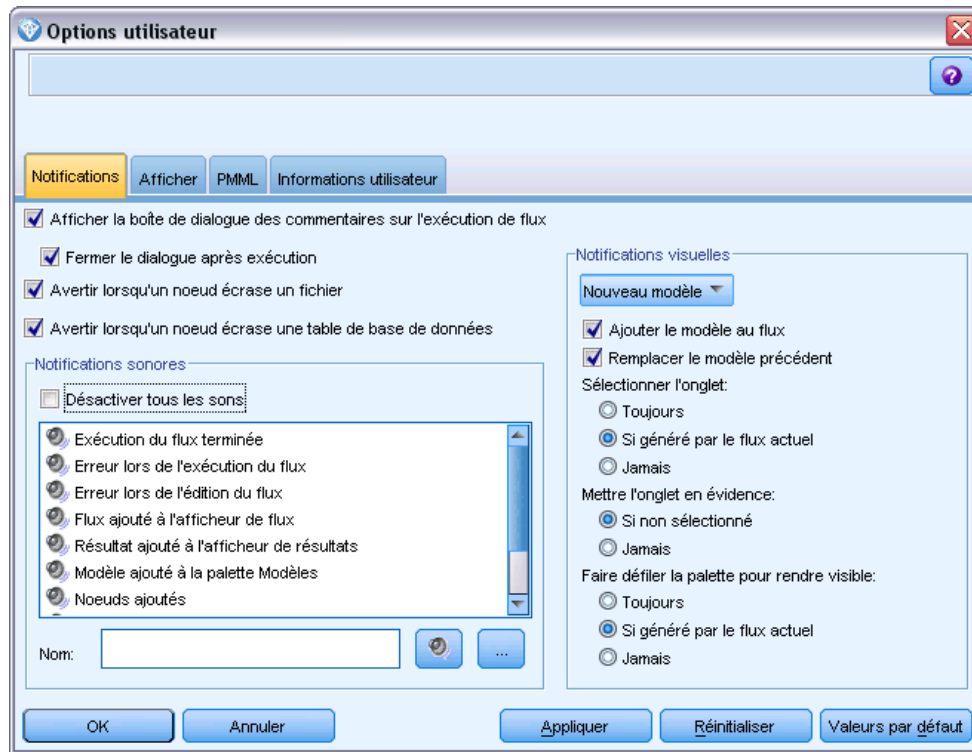 Options utilisateur
?
Notifications
Afficher
PMML
Informations utilisateur
Afficher la boîte de dialogue des commentaires sur l'exécution de flux
Fermer le dialogue après exécution
Avertir lorsqu'un noeud écrase un fichier
Avertir lorsqu'un noeud écrase une table de base de données
Notifications sonores
Désactiver tous les sons
Exécution du flux terminée
Erreur lors de l'exécution du flux
Erreur lors de l'édition du flux
Flux ajouté à l'afficheur de flux
Résultat ajouté à l'afficheur de résultats
Modèle ajouté à la palette Modèles
Noeuds ajoutés
Nom:
...
Notifications visuelles
Nouveau modèle
Ajouter le modèle au flux
Remplacer le modèle précédent
Sélectionner l'onglet:
Toujours
Si généré par le flux actuel
Jamais
Mettre l'onglet en évidence:
Si non sélectionné
Jamais
Faire défiler la palette pour rendre visible:
Toujours
Si généré par le flux actuel
Jamais
OK
Annuler
Appliquer
Réinitialiser
Valeurs par défaut